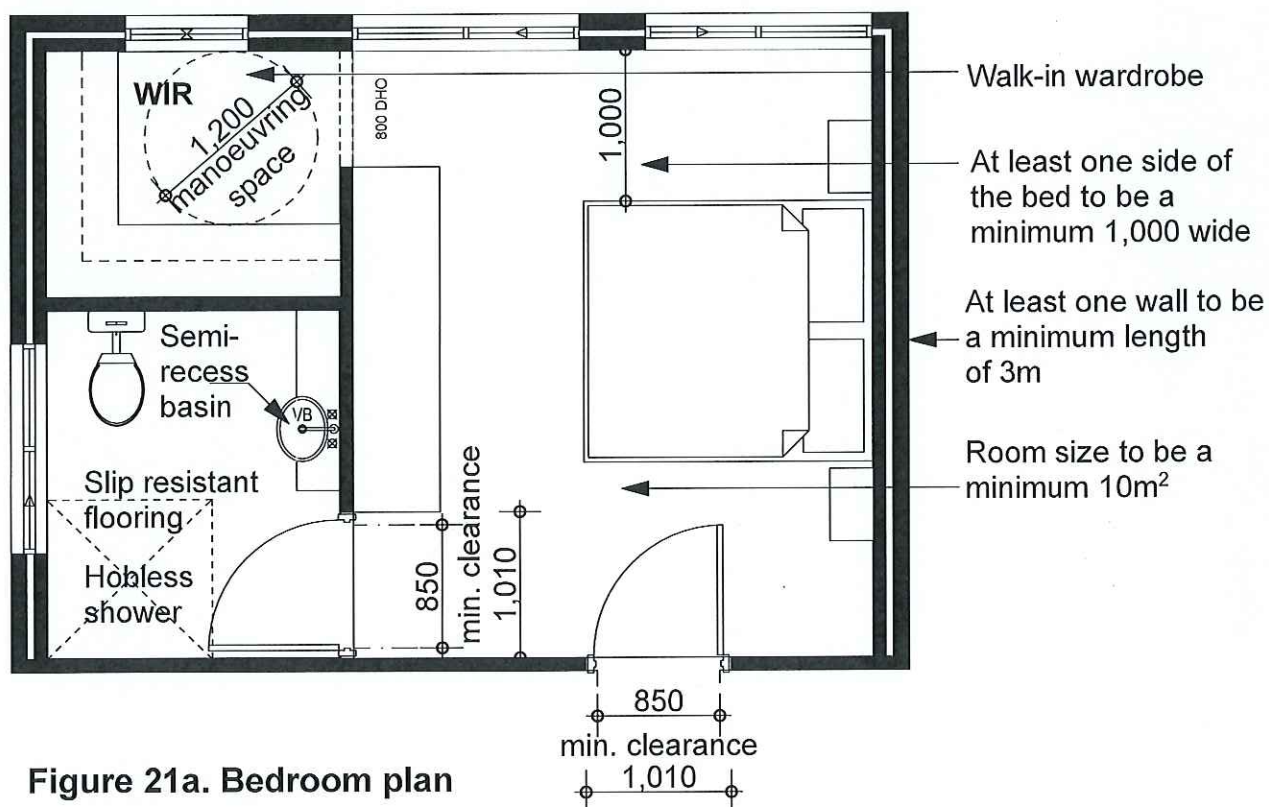 WIR
1,200
manoeuvring
space
800 DHO
1,000
Walk-in wardrobe
At least one side of
the bed to be a
minimum 1,000 wide
At least one wall to be
a minimum length
of 3m
Room size to be a
minimum 10m²
Semi-
recess
basin
VB
Slip resistant
flooring
Hobless
shower
850
min. clearance
1,010
850
min. clearance
1,010
Figure 21a. Bedroom plan